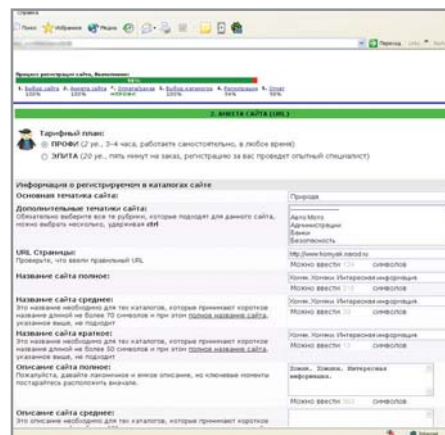 Справка
Поиск Избранное Медиа
Переход
Процесс регистрации сайта, Выполнено:
98%
1. Выбор сайта 2. Анкета сайта 3. Оплата/заказ 4. Выбор каталогов 5. Регистрация 6. Отчет
100% 100% +ПРОФИ 100% 94% 90%
2. АНКЕТА САЙТА (URL)
Тарифный план:
ПРОФИ (2 уе., 3-4 часа, работаете самостоятельно, в любое время)
ЭЛИТА (20 уе., пять минут на заказ, регистрацию за вас проведет опытный специалист)
Информация о регистрируемом в каталогах сайте
Основная тематика сайта:
Природа
Дополнительные тематики сайта:
Обязательно выберите все те рубрики, которые подходят для данного сайта,
можно выбрать несколько, удерживая ctrl
Авто Мото
Администрации
Банки
Безопасность
URL Страницы:
Проверьте, что ввели правильный URL
http://www.homyak.narod.ru
Можно ввести символов
Название сайта полное:
Хомяк.Хомяки.Интересная информация.
Можно ввести символов
Название сайта среднее:
Это название необходимо для тех каталогов, которые принимают короткое
название длиной не более 70 символов и при этом полное название сайта,
указанное выше, не подходит
Хомяк.Хомяки.Интересная информация
Можно ввести символов
Название сайта краткое:
Это название необходимо для тех каталогов, которые принимают короткое
название длиной не более 50 символов и при этом полное название сайта,
указанное выше, не подходит
Хомяк.Хомяки.Интересная информация
Можно ввести символов
Описание сайта полное:
Пожалуйста, давайте лаконичное и емкое описание, но ключевые моменты
постарайтесь расположить вначале.
Хомяк. Хомяки. Интересная
информация.
Можно ввести символов
Описание сайта среднее: